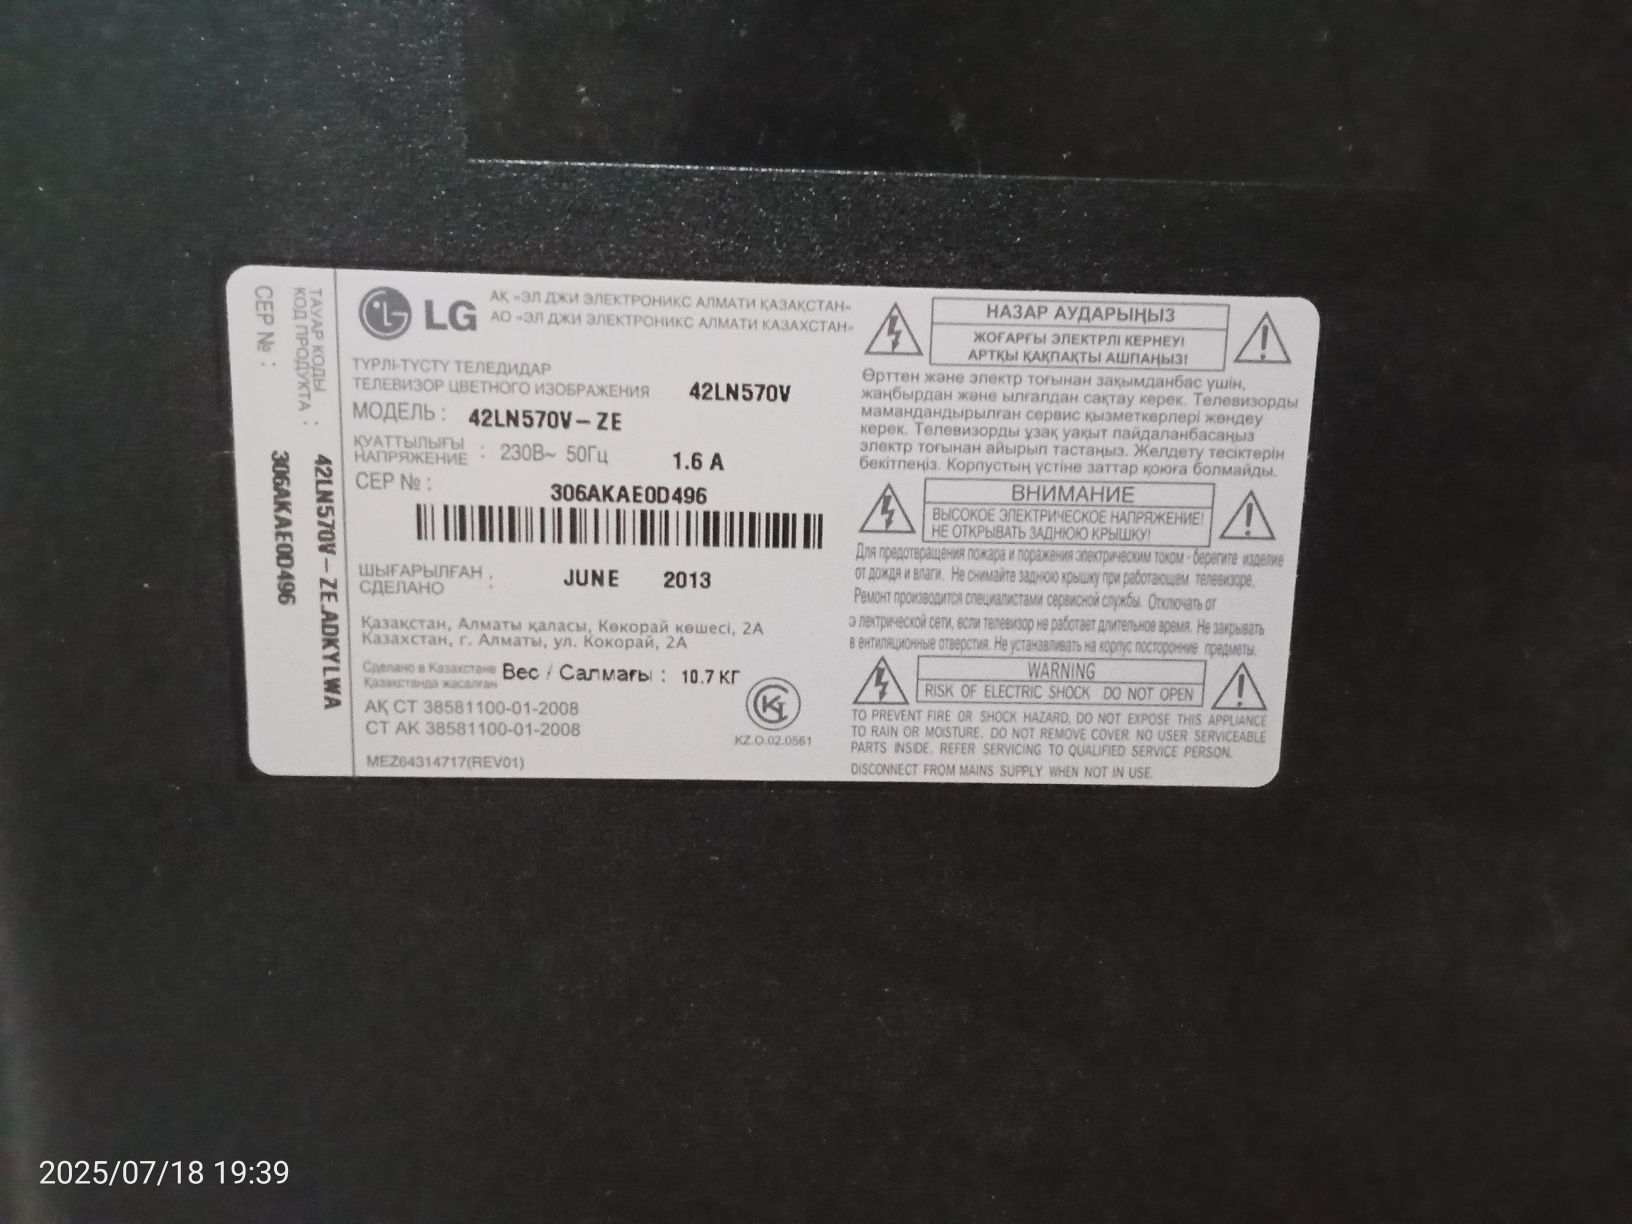 СЕР № :
306AKAE0D496
ТАУАР КОДЫ
КОД ПРОДУКТА :
42LN570V-ZE.ADKYLWA
LG
АҚ «ЭЛ ДЖИ ЭЛЕКТРОНИКС АЛМАТИ ҚАЗАҚСТАН»
АО «ЭЛ ДЖИ ЭЛЕКТРОНИКС АЛМАТИ КАЗАХСТАН»
ТҮРЛІ-ТҮСТҮ ТЕЛЕДИДАР
ТЕЛЕВИЗОР ЦВЕТНОГО ИЗОБРАЖЕНИЯ 42LN570V
МОДЕЛЬ : 42LN570V-ZE
ҚУАТТЫЛЫҒЫ
НАПРЯЖЕНИЕ : 230В~ 50Гц 1.6 A
СЕР № :
306AKAE0D496
ШЫҒАРЫЛҒАН
СДЕЛАНО : JUNE 2013
Қазақстан, Алматы қаласы, Көкорай көшесі, 2А
Казахстан, г. Алматы, ул. Кокорай, 2А
Сделано в Казахстане
Қазақстанда жасалған
Вес / Салмағы : 10.7 КГ
АҚ СТ 38581100-01-2008
СТ АК 38581100-01-2008
KZ.O.02.0561
MEZ64314717(REV01)
НАЗАР АУДАРЫҢЫЗ
ЖОҒАРҒЫ ЭЛЕКТРЛІ КЕРНЕУ!
АРТҚЫ ҚАҚПАҚТЫ АШПАҢЫЗ!
Өрттен және электр тоғынан зақымданбас үшін,
жаңбырдан және ылғалдан сақтау керек. Телевизорды
мамандандырылған сервис қызметкерлері жөндеу
керек. Телевизорды ұзақ уақыт пайдаланбасаңыз
электр тоғынан айырып тастаңыз. Желдету тесіктерін
бекітпеңіз. Корпустың үстіне заттар қоюға болмайды.
ВНИМАНИЕ
ВЫСОКОЕ ЭЛЕКТРИЧЕСКОЕ НАПРЯЖЕНИЕ!
НЕ ОТКРЫВАТЬ ЗАДНЮЮ КРЫШКУ!
Для предотвращения пожара и поражения электрическим током - берегите изделие
от дождя и влаги. Не снимайте заднюю крышку при работающем телевизоре.
Ремонт производится специалистами сервисной службы. Отключать от
э лектрической сети, если телевизор не работает длительное время. Не закрывать
в ентиляционные отверстия. Не устанавливать на корпус посторонние предметы.
WARNING
RISK OF ELECTRIC SHOCK DO NOT OPEN
TO PREVENT FIRE OR SHOCK HAZARD, DO NOT EXPOSE THIS APPLIANCE
TO RAIN OR MOISTURE. DO NOT REMOVE COVER. NO USER SERVICEABLE
PARTS INSIDE. REFER SERVICING TO QUALIFIED SERVICE PERSON.
DISCONNECT FROM MAINS SUPPLY WHEN NOT IN USE.
2025/07/18 19:39